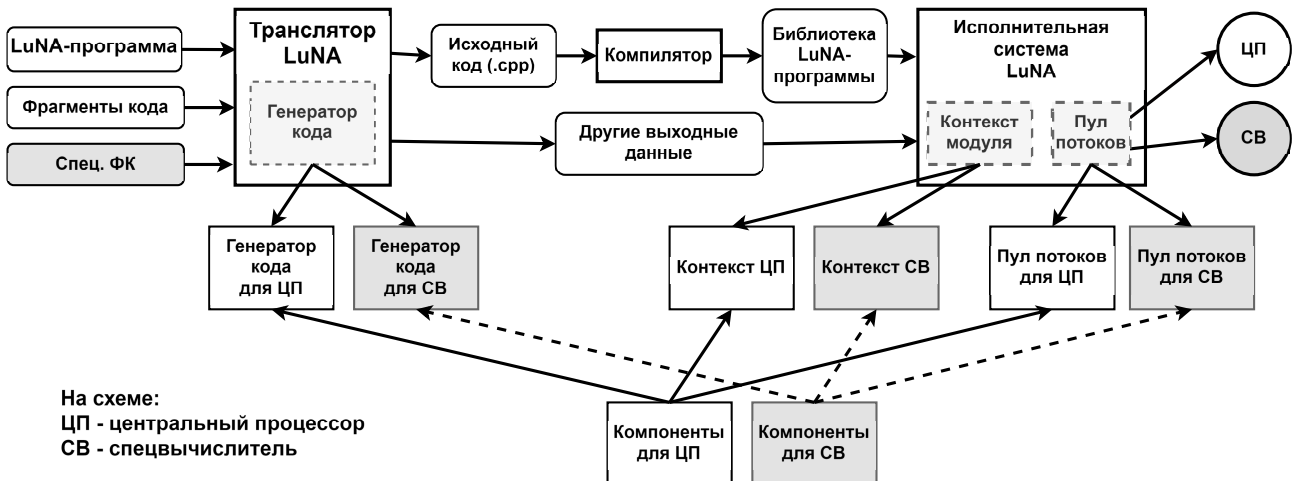 LuNA-программа
Фрагменты кода
Спец. ФК
Транслятор
LuNA
Генератор
кода
Исходный
код (.cpp)
Компилятор
Библиотека
LuNA-
программы
Другие выходные
данные
Исполнительная
система
LuNA
Контекст
модуля
Пул
потоков
ЦП
СВ
Генератор
кода
для ЦП
Генератор
кода
для СВ
Контекст ЦП
Контекст СВ
Пул потоков
для ЦП
Пул потоков
для СВ
На схеме:
ЦП - центральный процессор
СВ - спецвычислитель
Компоненты
для ЦП
Компоненты
для СВ